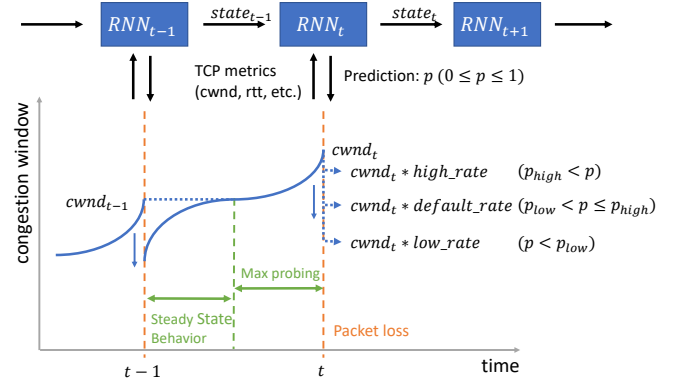 RNN_{t-1}
state_{t-1}
RNN_t
state_t
RNN_{t+1}
TCP metrics
(cwnd, rtt, etc.)
Prediction: p (0 ≤ p ≤ 1)
congestion window
cwnd_t
cwnd_t * high_rate (p_{high} < p)
cwnd_{t-1}
cwnd_t * default_rate (p_{low} < p ≤ p_{high})
cwnd_t * low_rate (p < p_{low})
Max probing
Steady State
Behavior
Packet loss
t − 1
t
time